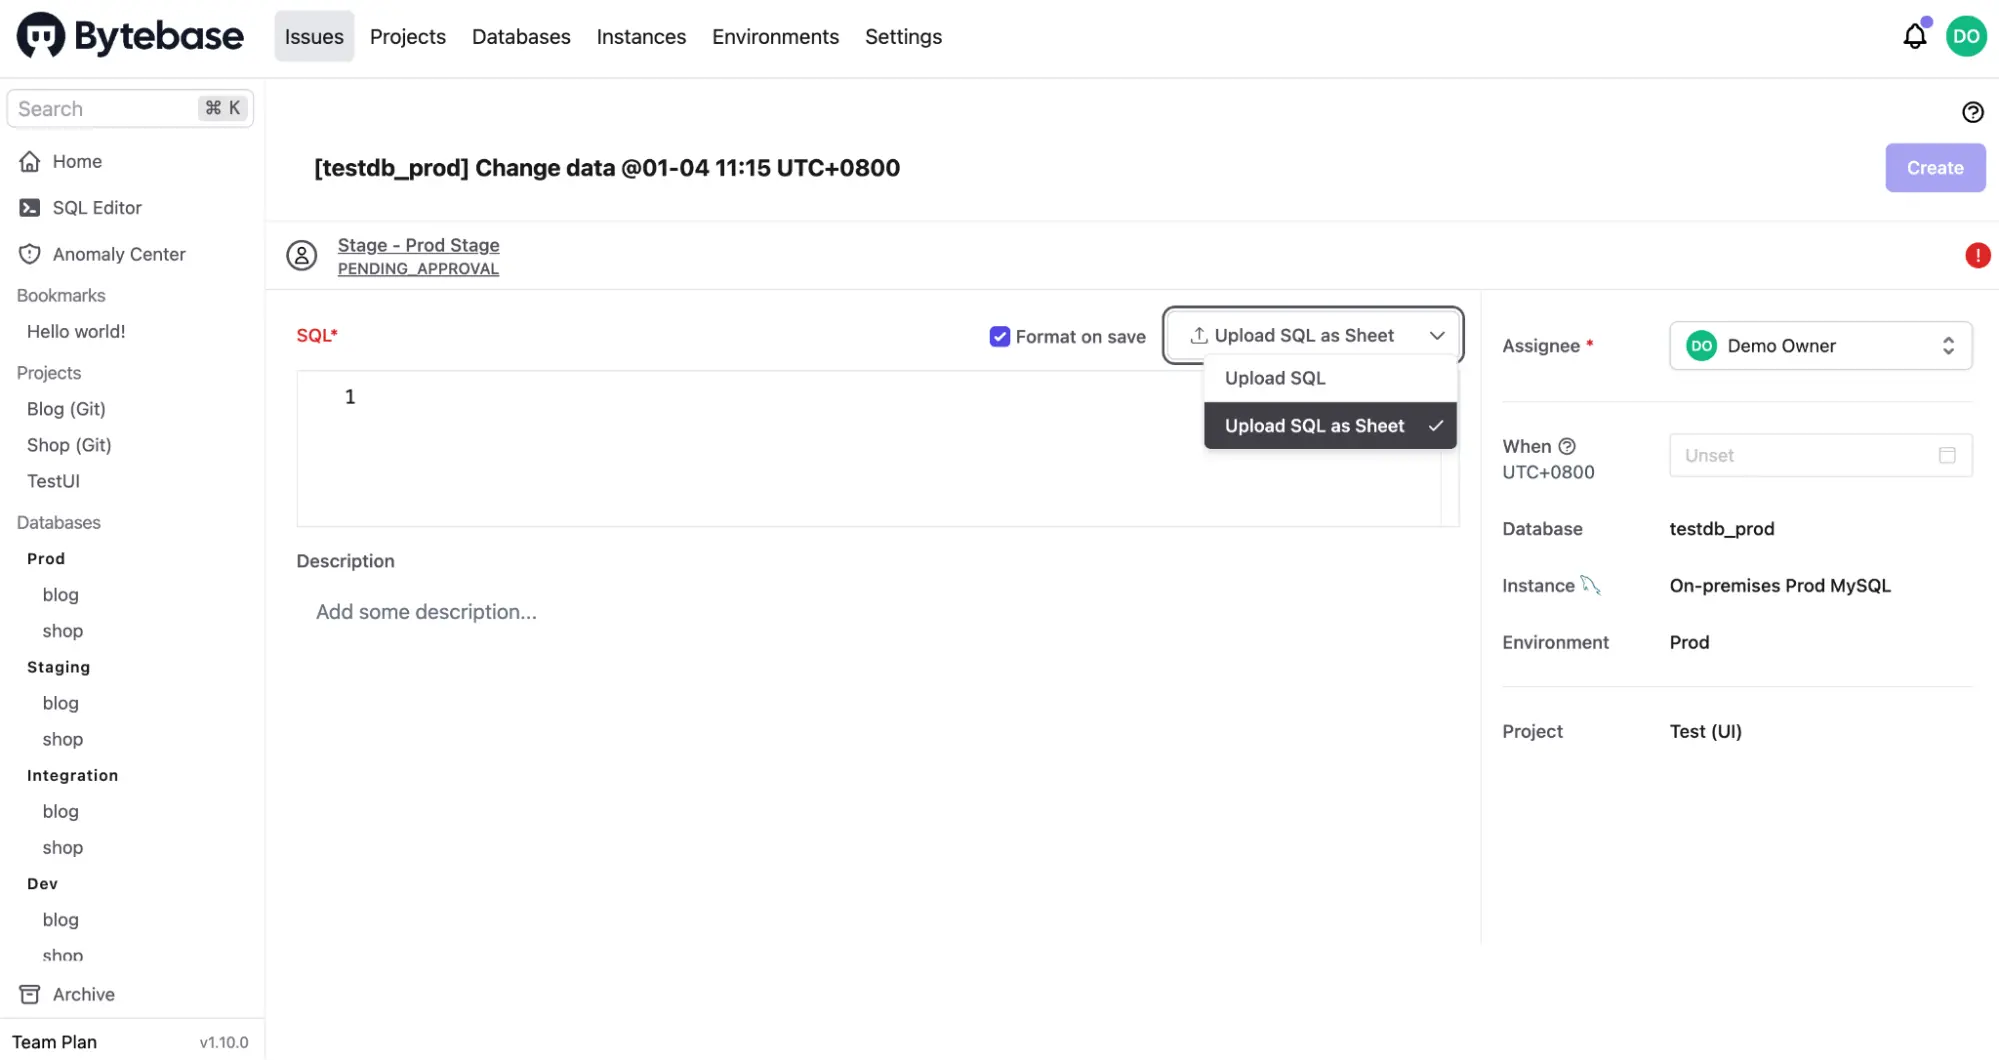 Bytebase
Issues Projects Databases Instances Environments Settings
DO
Search ⌘ K
Home
SQL Editor
Anomaly Center
Bookmarks
Hello world!
Projects
Blog (Git)
Shop (Git)
TestUI
Databases
Prod
blog
shop
Staging
blog
shop
Integration
blog
shop
Dev
blog
shop
Archive
Team Plan v1.10.0
[testdb_prod] Change data @01-04 11:15 UTC+0800
Create
Stage - Prod Stage
PENDING_APPROVAL
SQL*
Format on save
Upload SQL as Sheet
Upload SQL
Upload SQL as Sheet
1
Description
Add some description...
Assignee * DO Demo Owner
When Unset
UTC+0800
Database testdb_prod
Instance On-premises Prod MySQL
Environment Prod
Project Test (UI)